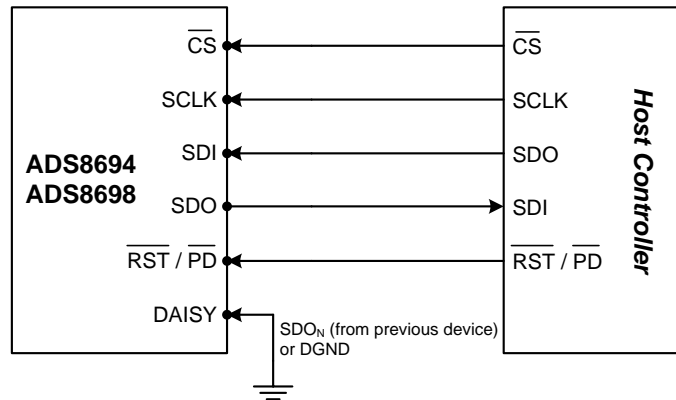 CS
SCLK
SDI
SDO
RST / PD
DAISY
ADS8694
ADS8698
SDON (from previous device)
or DGND
CS
SCLK
SDO
SDI
RST / PD
Host Controller